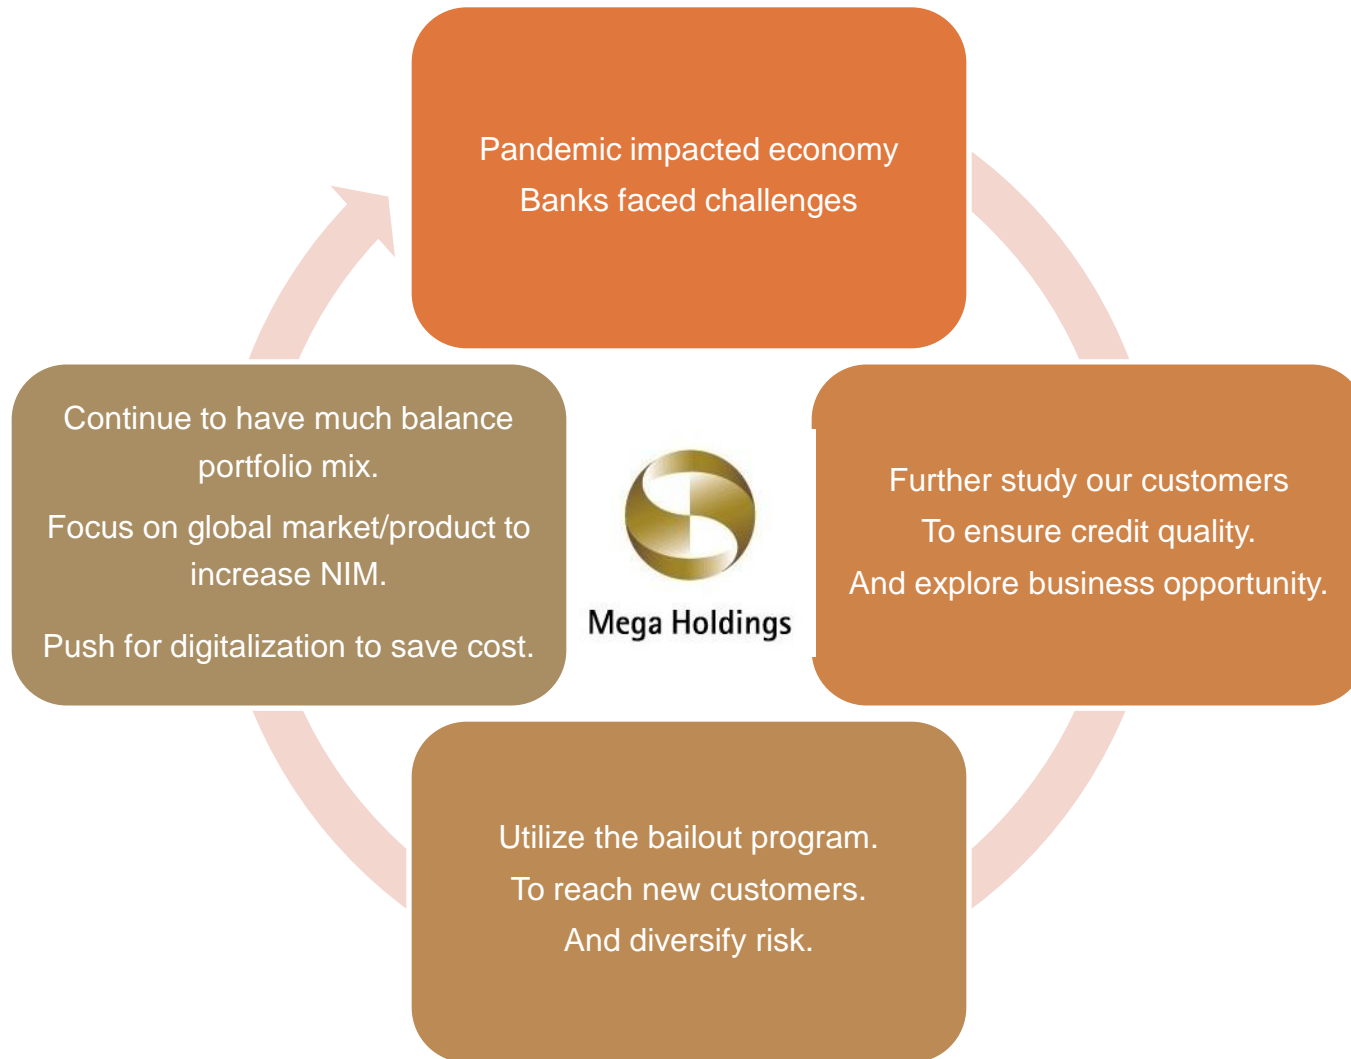 Pandemic impacted economy
Banks faced challenges
Further study our customers
To ensure credit quality.
And explore business opportunity.
Utilize the bailout program.
To reach new customers.
And diversify risk.
Continue to have much balance
portfolio mix.
Focus on global market/product to
increase NIM.
Push for digitalization to save cost.
Mega Holdings